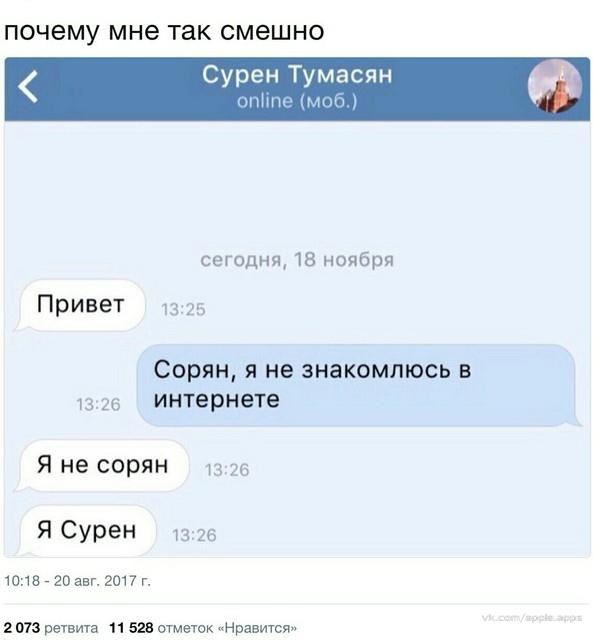 почему мне так смешно
Сурен Тумасян
online (моб.)
сегодня, 18 ноября
Привет 13:25
Сорян, я не знакомлюсь в
13:26 интернете
Я не сорян 13:26
Я Сурен 13:26
10:18 - 20 авг. 2017 г.
vk.com/apple.apps
2 073 ретвита 11 528 отметок «Нравится»